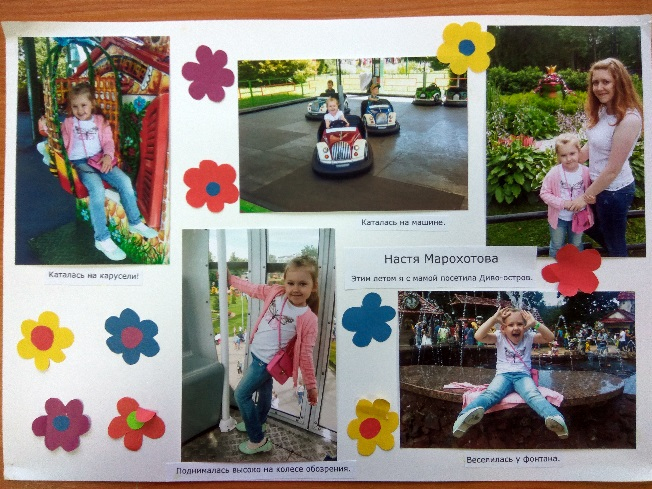 Каталась на машине.
Настя Марохотова
Этим летом я с мамой посетила Диво-остров.
Каталась на карусели!
Веселилась у фонтана.
Поднималась высоко на колесе обозрения.